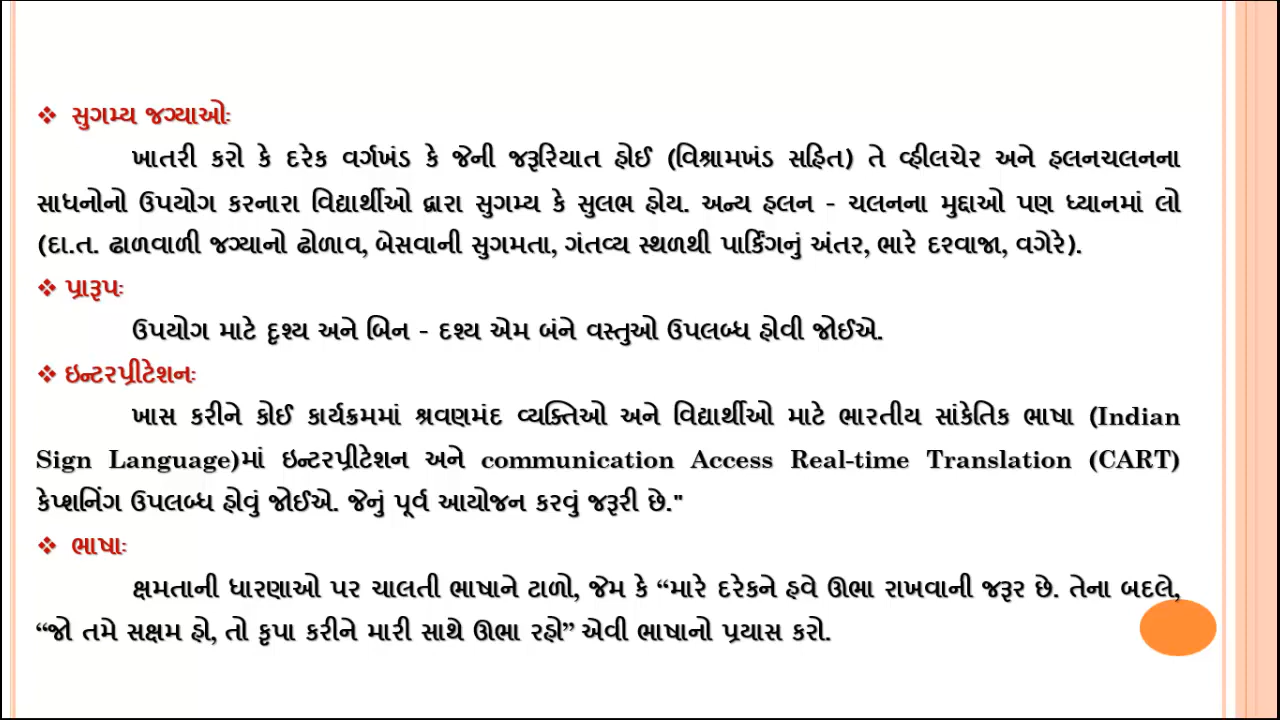 ❖ સુગમ્ય જગ્યાઓઃ
ખાતરી કરો કે દરેક વર્ગખંડ કે જેની જરૂરિયાત હોઈ (વિશ્રામખંડ સહિત) તે વ્હીલચેર અને હલનચલનના
સાધનોનો ઉપયોગ કરનારા વિદ્યાર્થીઓ દ્વારા સુગમ્ય કે સુલભ હોય. અન્ય હલન - ચલનના મુદ્દાઓ પણ ધ્યાનમાં લો
(દા.ત. ઢાળવાળી જગ્યાનો ઢોળાવ, બેસવાની સુગમતા, ગંતવ્ય સ્થળથી પાર્કિંગનું અંતર, ભારે દરવાજા, વગેરે).
❖ પ્રારૂપઃ
ઉપયોગ માટે દૃશ્ય અને બિન - દશ્ય એમ બંને વસ્તુઓ ઉપલબ્ધ હોવી જોઈએ.
❖ ઇન્ટરપ્રીટેશનઃ
ખાસ કરીને કોઈ કાર્યક્રમમાં શ્રવણમંદ વ્યક્તિઓ અને વિદ્યાર્થીઓ માટે ભારતીય સાંકેતિક ભાષા (Indian
Sign Language)માં ઇન્ટરપ્રીટેશન અને communication Access Real-time Translation (CART)
કેપ્શનિંગ ઉપલબ્ધ હોવું જોઈએ. જેનું પૂર્વ આયોજન કરવું જરૂરી છે."
❖ ભાષાઃ
ક્ષમતાની ધારણાઓ પર ચાલતી ભાષાને ટાળો, જેમ કે “મારે દરેકને હવે ઊભા રાખવાની જરૂર છે. તેના બદલે,
“જો તમે સક્ષમ હો, તો કૃપા કરીને મારી સાથે ઊભા રહો” એવી ભાષાનો પ્રયાસ કરો.